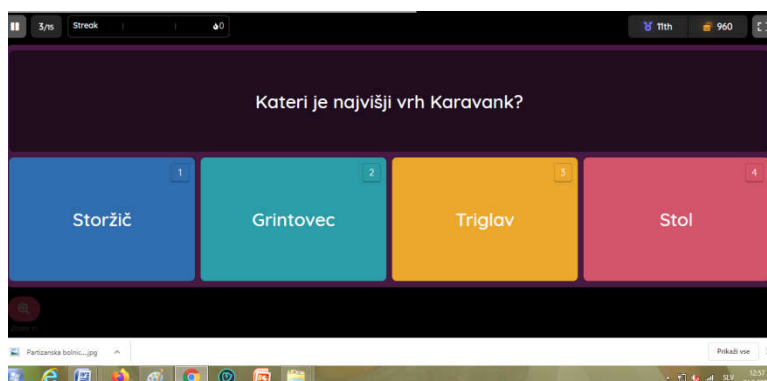 3/15 Streak 0 11th 960
Kateri je najvišji vrh Karavank?
1 2 3 4
Storžič Grintovec Triglav Stol
Partizanska bolnic....jpg Prikaži vse
SLV 12:57